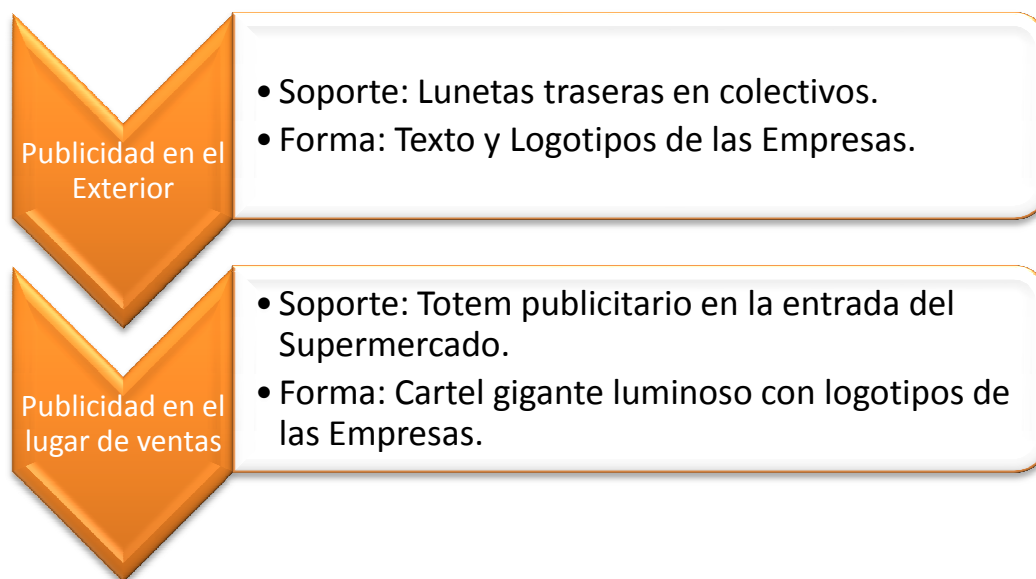 Publicidad en el
Exterior
• Soporte: Lunetas traseras en colectivos.
• Forma: Texto y Logotipos de las Empresas.
Publicidad en el
lugar de ventas
• Soporte: Totem publicitario en la entrada del
Supermercado.
• Forma: Cartel gigante luminoso con logotipos de
las Empresas.